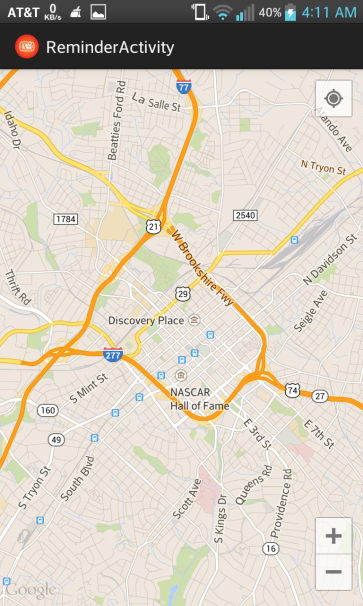 AT&T 0 KB/s 40% 4:11 AM
ReminderActivity
77
La Salle St
Beatties Ford Rd
Idaho Dr
N Tryon St
1784
2540
21
W Brookshire Fwy
N Davidson St
Thrift Rd
29
Seigle Ave
Discovery Place
277
S Mint St
NASCAR
Hall of Fame
74
27
160
49
E 3rd St
E 7th St
S Tryon St
South Blvd
Scott Ave
S Kings Dr
Queens Rd
Providence Rd
16
+
−
Google